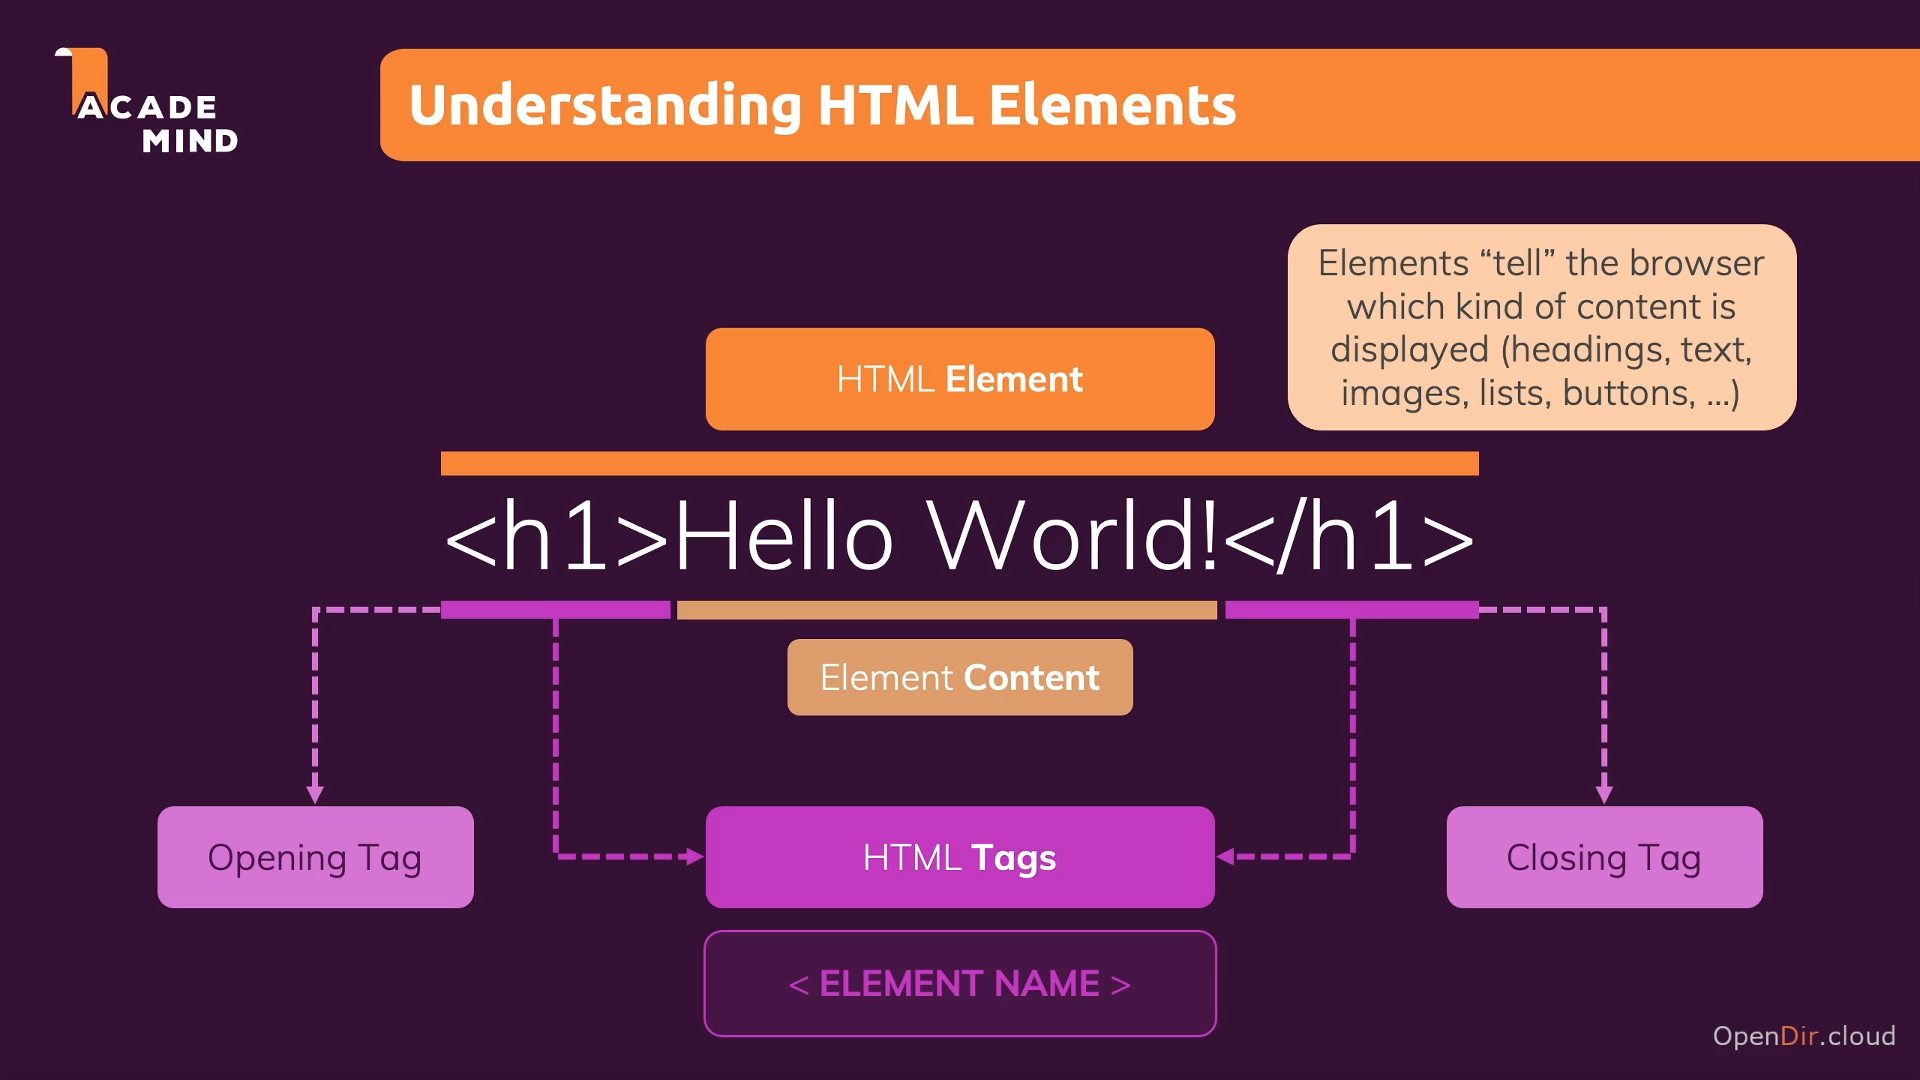 ACADE
MIND
Understanding HTML Elements
Elements “tell” the browser
which kind of content is
displayed (headings, text,
images, lists, buttons, …)
HTML Element
<h1>Hello World!</h1>
Element Content
Opening Tag
HTML Tags
Closing Tag
< ELEMENT NAME >
OpenDir.cloud